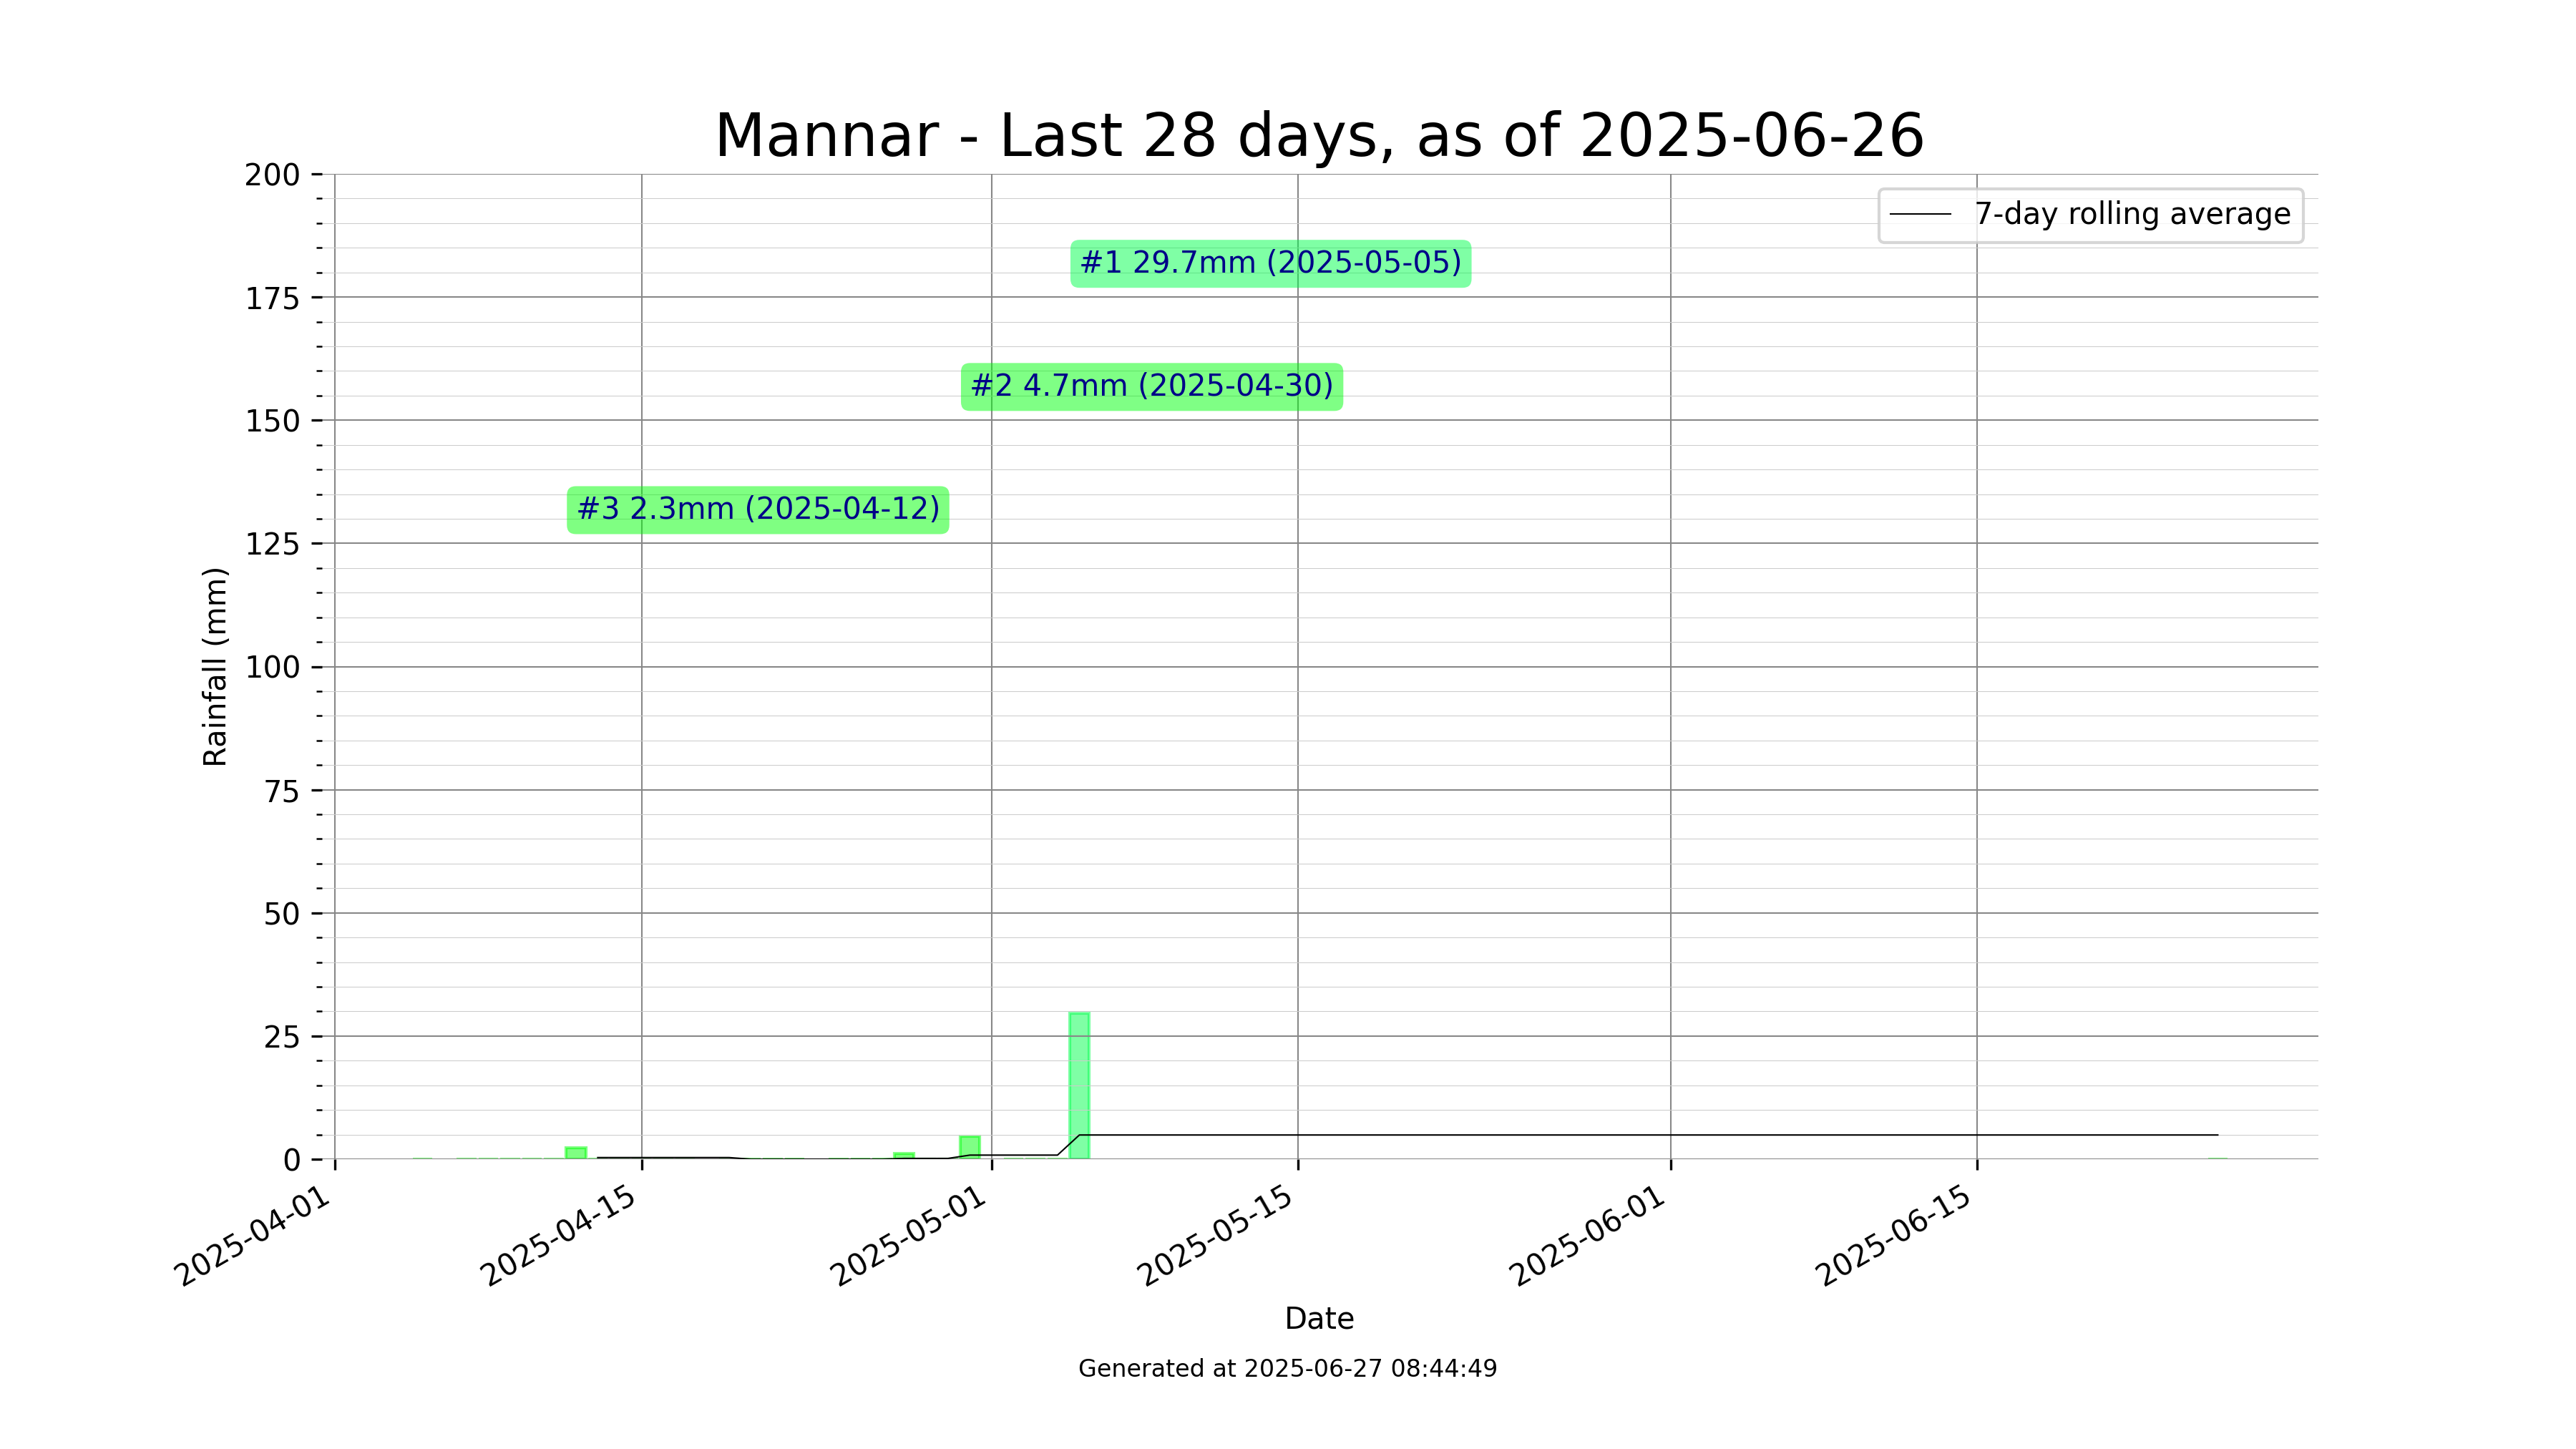 Mannar - Last 28 days, as of 2025-06-26
200
175
150
125
100
75
50
25
0
Rainfall (mm)
7-day rolling average
#1 29.7mm (2025-05-05)
#2 4.7mm (2025-04-30)
#3 2.3mm (2025-04-12)
2025-04-01
2025-04-15
2025-05-01
2025-05-15
2025-06-01
2025-06-15
Date
Generated at 2025-06-27 08:44:49